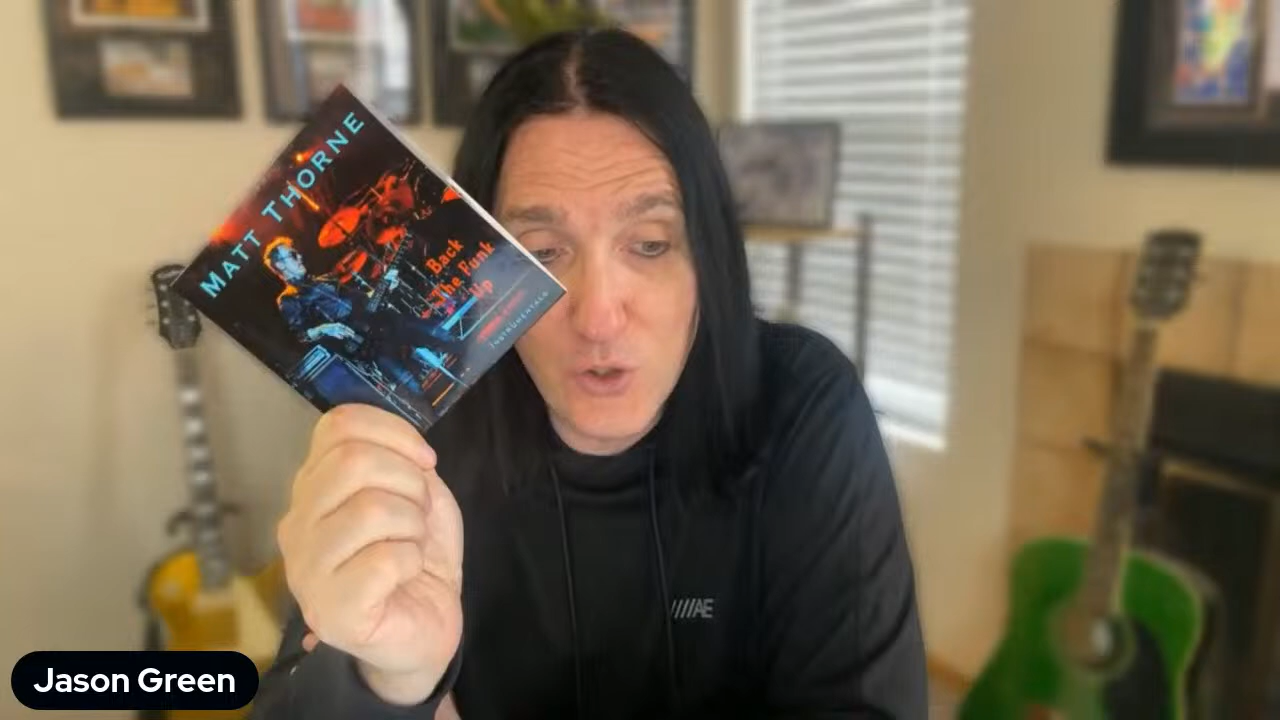 MATT THORNE
Back
The Funk
Up
INSTRUMENTALS
////AE
Jason Green